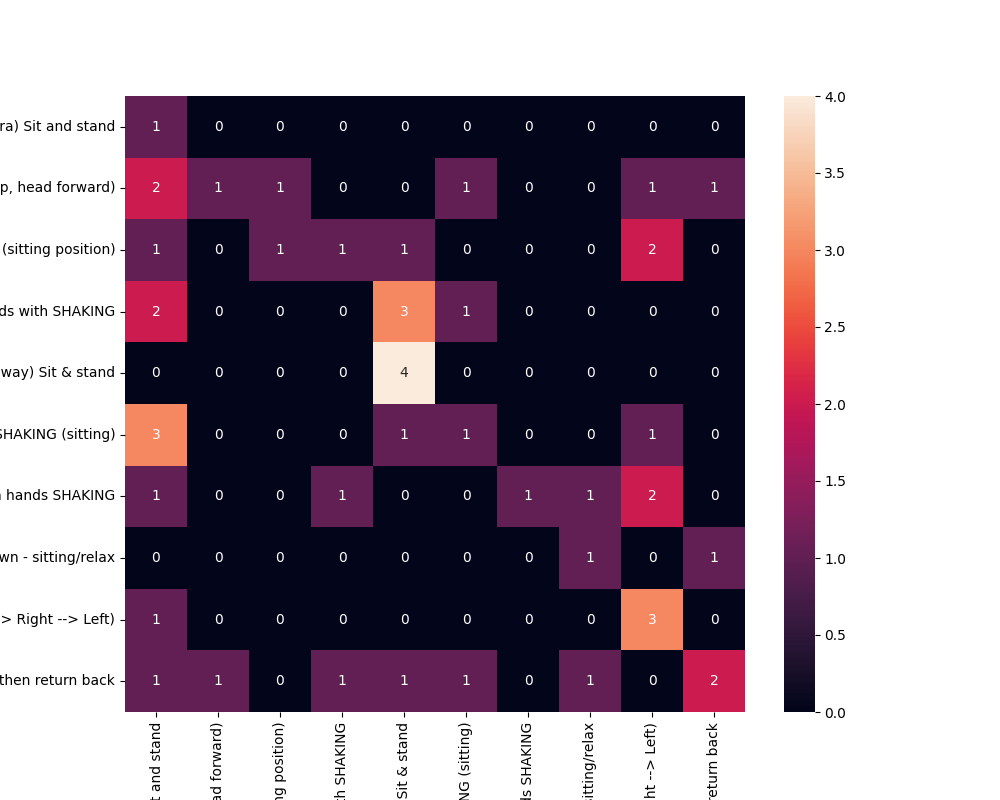 ra) Sit and stand 1 0 0 0 0 0 0 0 0 0
p, head forward) 2 1 1 0 0 1 0 0 1 1
(sitting position) 1 0 1 1 1 0 0 0 2 0
ds with SHAKING 2 0 0 0 3 1 0 0 0 0
way) Sit & stand 0 0 0 0 4 0 0 0 0 0
SHAKING (sitting) 3 0 0 0 1 1 0 0 1 0
hands SHAKING 1 0 0 1 0 0 1 1 2 0
wn - sitting/relax 0 0 0 0 0 0 0 1 0 1
> Right --> Left) 1 0 0 0 0 0 0 0 3 0
then return back 1 1 0 1 1 1 0 1 0 2
t and stand
ad forward)
ng position)
th SHAKING
Sit & stand
NG (sitting)
ds SHAKING
sitting/relax
ht --> Left)
return back
4.0
3.5
3.0
2.5
2.0
1.5
1.0
0.5
0.0